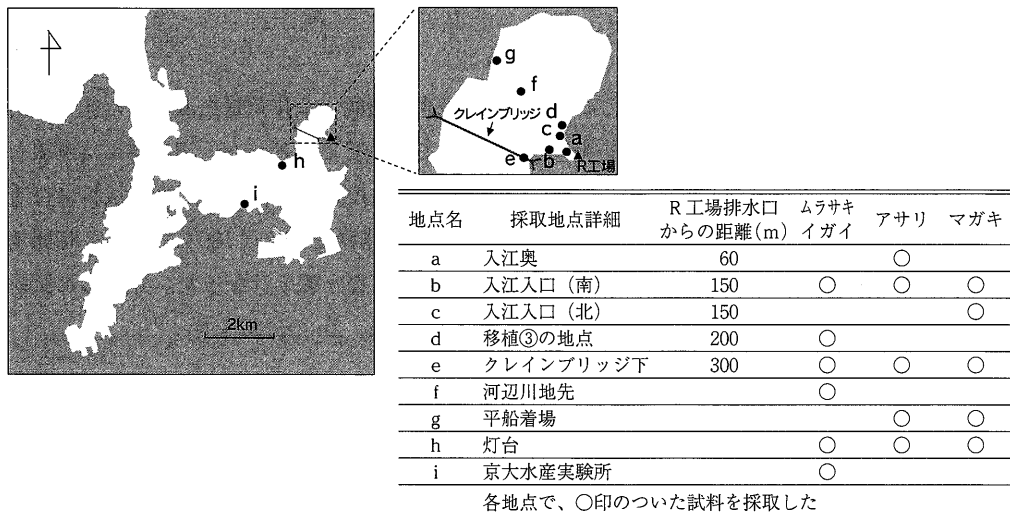 h
i
2km
g
f
クレインブリッジ
d
c
a
e
b
R工場
地点名 採取地点詳細 R工場排水口からの距離(m) ムラサキイガイ アサリ マガキ
a 入江奥 60 ○
b 入江入口（南） 150 ○ ○ ○
c 入江入口（北） 150 ○
d 移植③の地点 200 ○
e クレインブリッジ下 300 ○ ○ ○
f 河辺川地先 ○
g 平船着場 ○ ○
h 灯台 ○ ○ ○
i 京大水産実験所 ○
各地点で、○印のついた試料を採取した